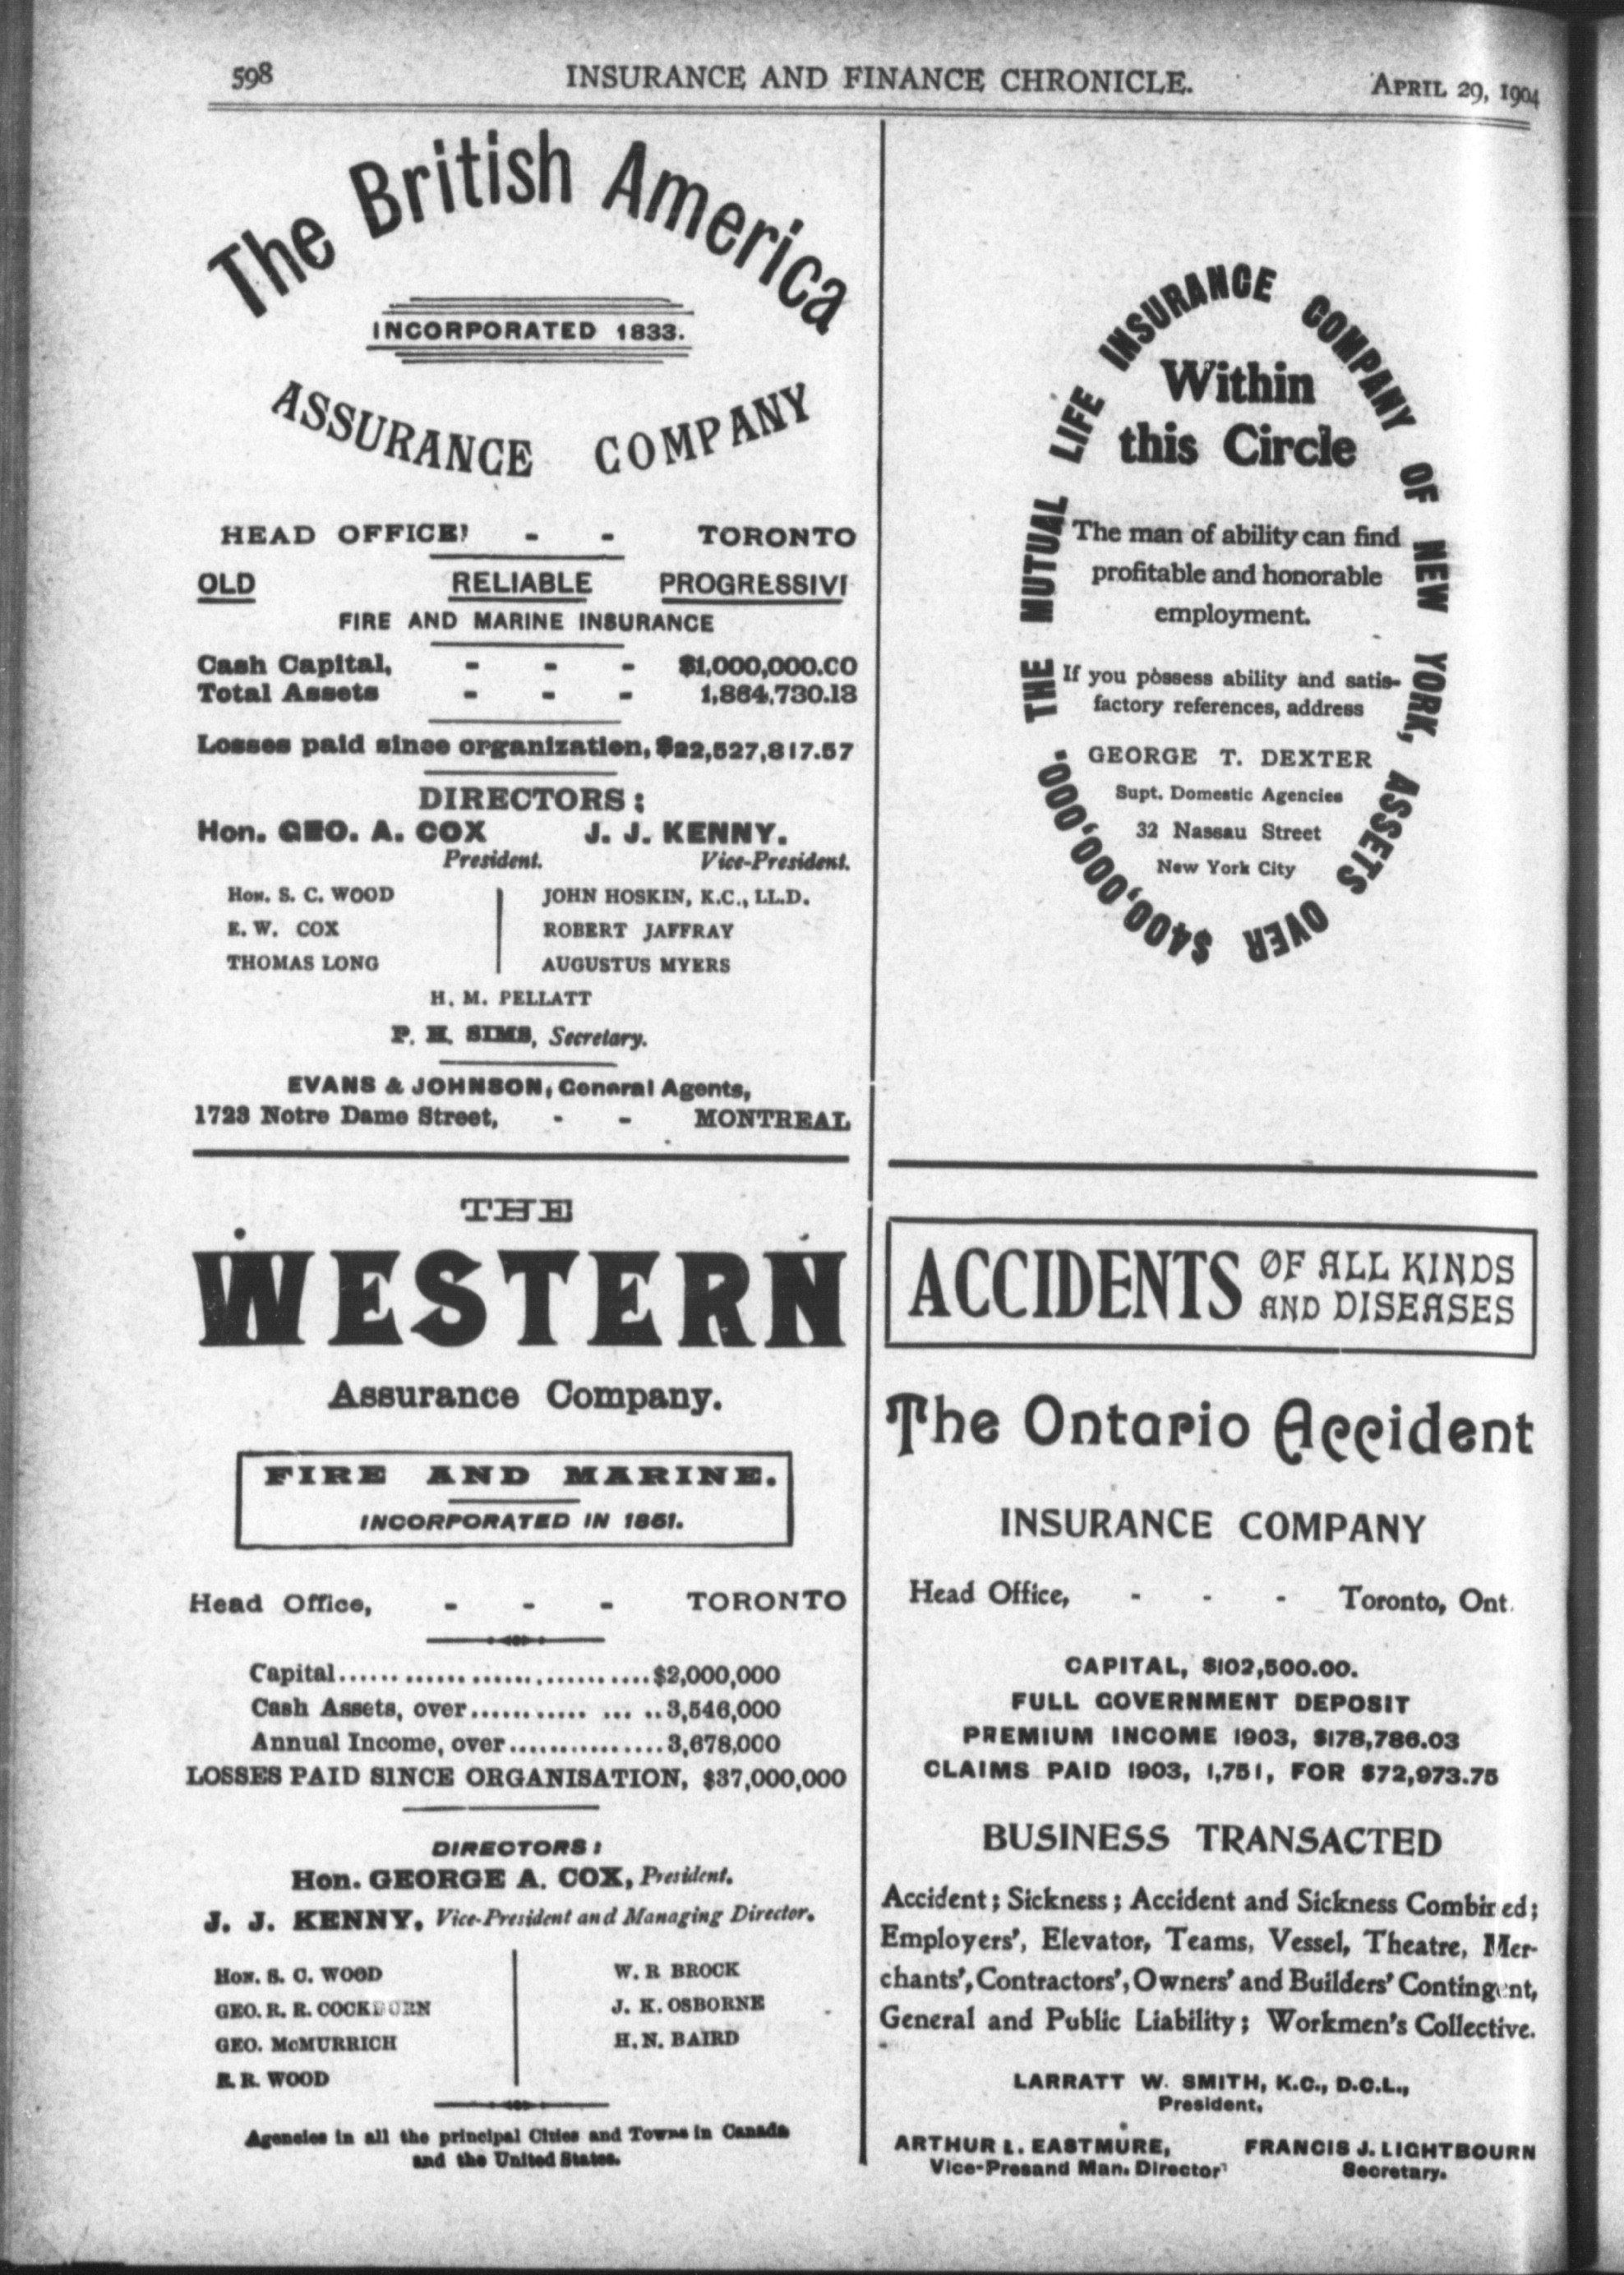 598
INSURANCE AND FINANCE CHRONICLE.
APRIL 29, 1904
The British America
INCORPORATED 1833.
ASSURANCE COMPANY
HEAD OFFICE! - - TORONTO
OLD RELIABLE PROGRESSIVI
FIRE AND MARINE INSURANCE
Cash Capital, - - - $1,000,000.00
Total Assets - - - 1,864,730.13
Losses paid since organization, $22,527,817.57
DIRECTORS:
Hon. GEO. A. COX J. J. KENNY.
President. Vice-President.
Hon. S. C. WOOD JOHN HOSKIN, K.C., LL.D.
E. W. COX ROBERT JAFFRAY
THOMAS LONG AUGUSTUS MYERS
H. M. PELLATT
P. H. SIMS, Secretary.
EVANS & JOHNSON, General Agents,
1723 Notre Dame Street, - - MONTREAL
THE
WESTERN
Assurance Company.
FIRE AND MARINE.
INCORPORATED IN 1851.
Head Office, - - - TORONTO
Capital.................................$2,000,000
Cash Assets, over............ ... ..3,546,000
Annual Income, over...............3,678,000
LOSSES PAID SINCE ORGANISATION, $37,000,000
DIRECTORS:
Hon. GEORGE A. COX, President.
J. J. KENNY, Vice-President and Managing Director.
Hon. S. C. WOOD W. R BROCK
GEO. R. R. COCKBURN J. K. OSBORNE
GEO. McMURRICH H. N. BAIRD
E. R. WOOD
Agencies in all the principal Cities and Towns in Canada
and the United States.
THE MUTUAL LIFE INSURANCE COMPANY OF NEW YORK, ASSETS OVER $400,000,000.
Within
this Circle
The man of ability can find
profitable and honorable
employment.
If you possess ability and satis-
factory references, address
GEORGE T. DEXTER
Supt. Domestic Agencies
32 Nassau Street
New York City
ACCIDENTS OF ALL KINDS
AND DISEASES
The Ontario Accident
INSURANCE COMPANY
Head Office, - - - Toronto, Ont.
CAPITAL, $102,500.00.
FULL GOVERNMENT DEPOSIT
PREMIUM INCOME 1903, $178,786.03
CLAIMS PAID 1903, 1,751, FOR $72,973.75
BUSINESS TRANSACTED
Accident; Sickness; Accident and Sickness Combined;
Employers', Elevator, Teams, Vessel, Theatre, Mer-
chants', Contractors', Owners' and Builders' Contingent,
General and Public Liability; Workmen's Collective.
LARRATT W. SMITH, K.C., D.C.L.,
President,
ARTHUR L. EASTMURE, FRANCIS J. LIGHTBOURN
Vice-Presand Man. Director Secretary.